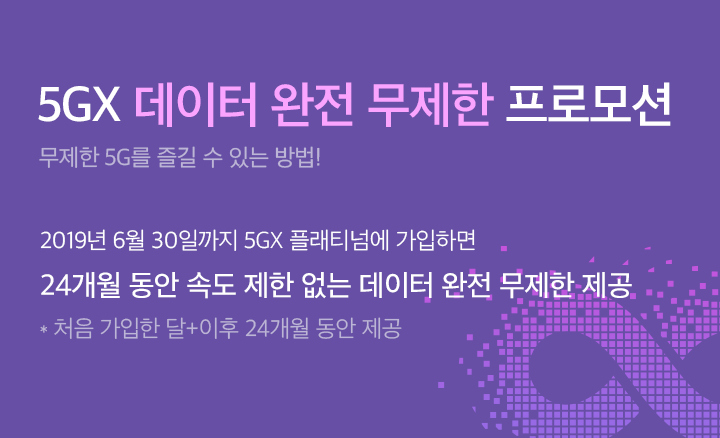 5GX 데이터 완전 무제한 프로모션
무제한 5G를 즐길 수 있는 방법!
2019년 6월 30일까지 5GX 플래티넘에 가입하면
24개월 동안 속도 제한 없는 데이터 완전 무제한 제공
* 처음 가입한 달+이후 24개월 동안 제공